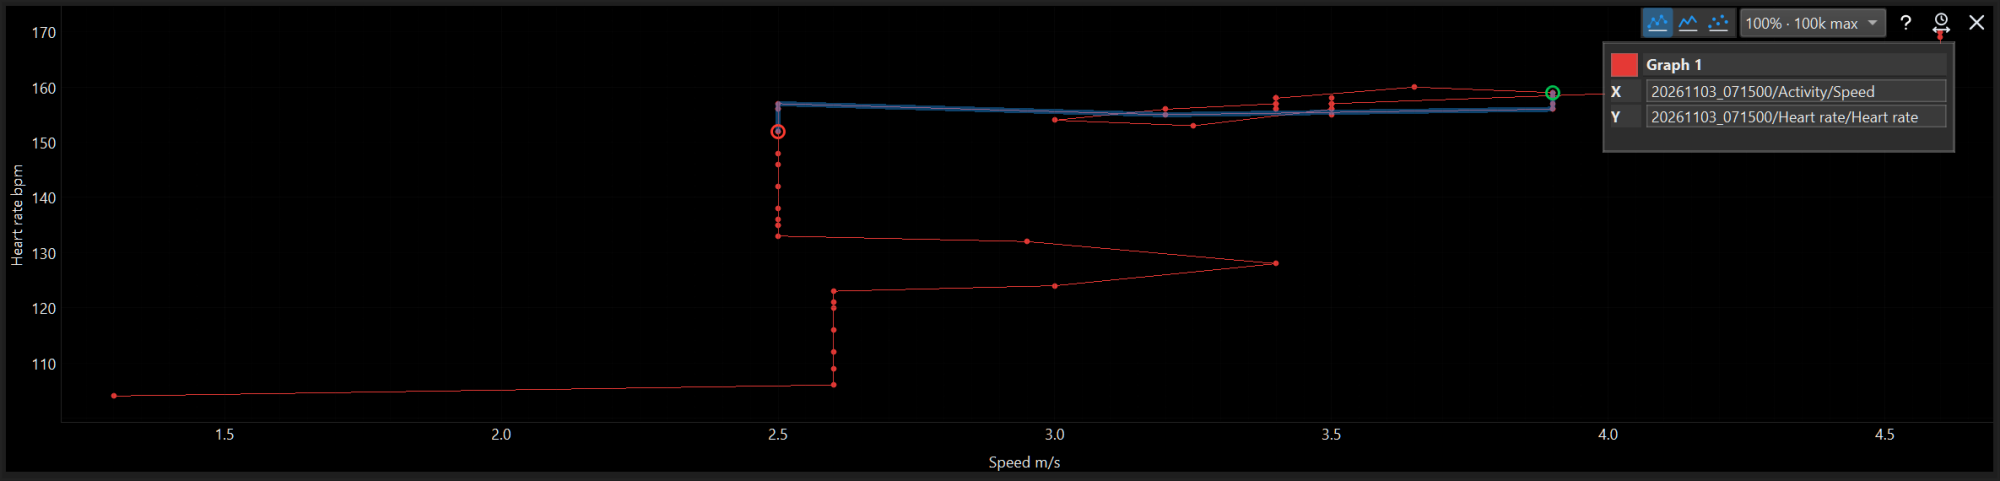 170
160
150
140
130
120
110
Heart rate bpm
1.5
2.0
2.5
3.0
3.5
4.0
4.5
Speed m/s
100% · 100k max
?
Graph 1
X 20261103_071500/Activity/Speed
Y 20261103_071500/Heart rate/Heart rate